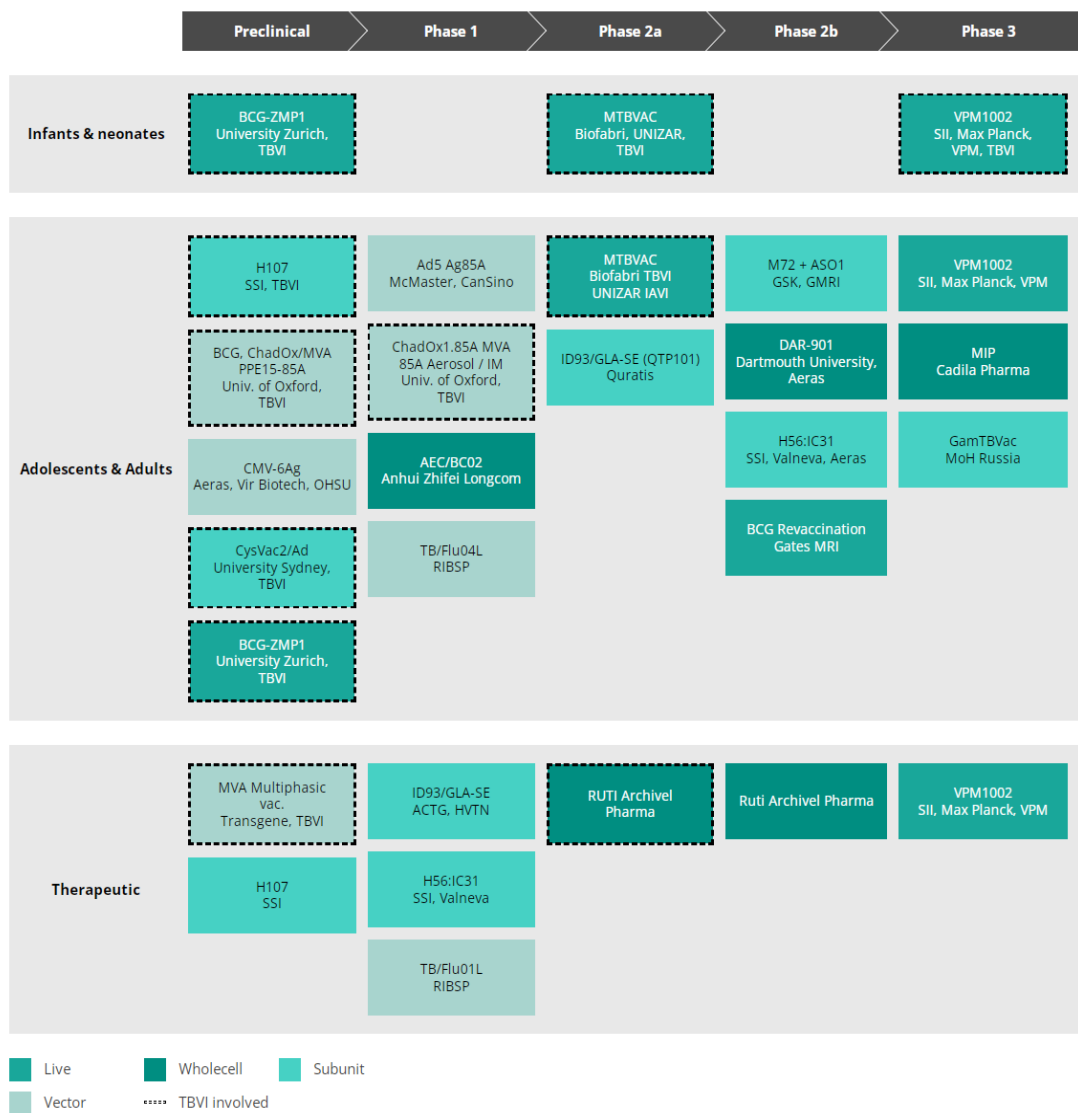 Preclinical
Phase 1
Phase 2a
Phase 2b
Phase 3
Infants & neonates
BCG-ZMP1
University Zurich,
TBVI
MTBVAC
Biofabri, UNIZAR,
TBVI
VPM1002
SII, Max Planck,
VPM, TBVI
Adolescents & Adults
H107
SSI, TBVI
BCG, ChadOx/MVA
PPE15-85A
Univ. of Oxford,
TBVI
CMV-6Ag
Aeras, Vir Biotech, OHSU
CysVac2/Ad
University Sydney,
TBVI
BCG-ZMP1
University Zurich,
TBVI
Ad5 Ag85A
McMaster, CanSino
ChadOx1.85A MVA
85A Aerosol / IM
Univ. of Oxford,
TBVI
AEC/BC02
Anhui Zhifei Longcom
TB/Flu04L
RIBSP
MTBVAC
Biofabri TBVI
UNIZAR IAVI
ID93/GLA-SE (QTP101)
Quratis
M72 + ASO1
GSK, GMRI
DAR-901
Dartmouth University,
Aeras
H56:IC31
SSI, Valneva, Aeras
BCG Revaccination
Gates MRI
VPM1002
SII, Max Planck, VPM
MIP
Cadila Pharma
GamTBVac
MoH Russia
Therapeutic
MVA Multiphasic
vac.
Transgene, TBVI
H107
SSI
ID93/GLA-SE
ACTG, HVTN
H56:IC31
SSI, Valneva
TB/Flu01L
RIBSP
RUTI Archivel
Pharma
Ruti Archivel Pharma
VPM1002
SII, Max Planck, VPM
Live
Wholecell
Subunit
Vector
TBVI involved